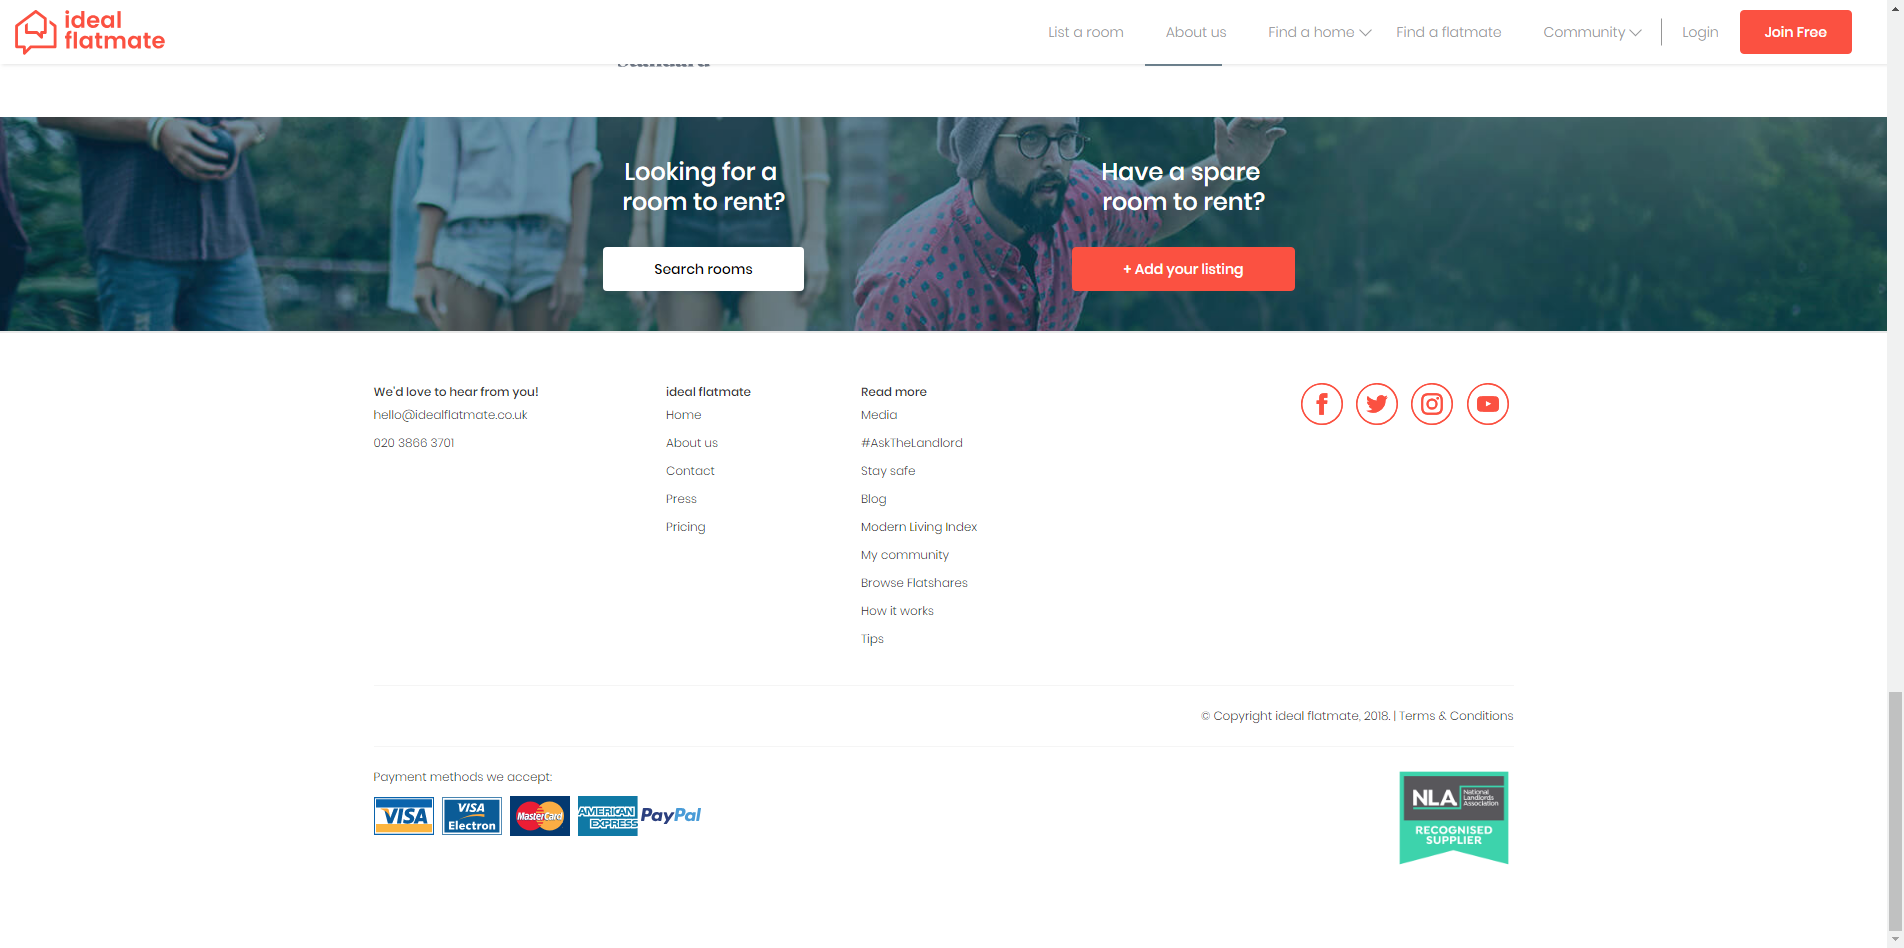 ideal
flatmate
List a room
About us
Find a home
Find a flatmate
Community
Login
Join Free
Looking for a
room to rent?
Search rooms
Have a spare
room to rent?
+ Add your listing
We'd love to hear from you!
hello@idealflatmate.co.uk
020 3866 3701
ideal flatmate
Home
About us
Contact
Press
Pricing
Read more
Media
#AskTheLandlord
Stay safe
Blog
Modern Living Index
My community
Browse Flatshares
How it works
Tips
© Copyright ideal flatmate, 2018. | Terms & Conditions
Payment methods we accept:
VISA
VISA
Electron
MasterCard
AMERICAN
EXPRESS
PayPal
NLA
National
Landlords
Association
RECOGNISED
SUPPLIER